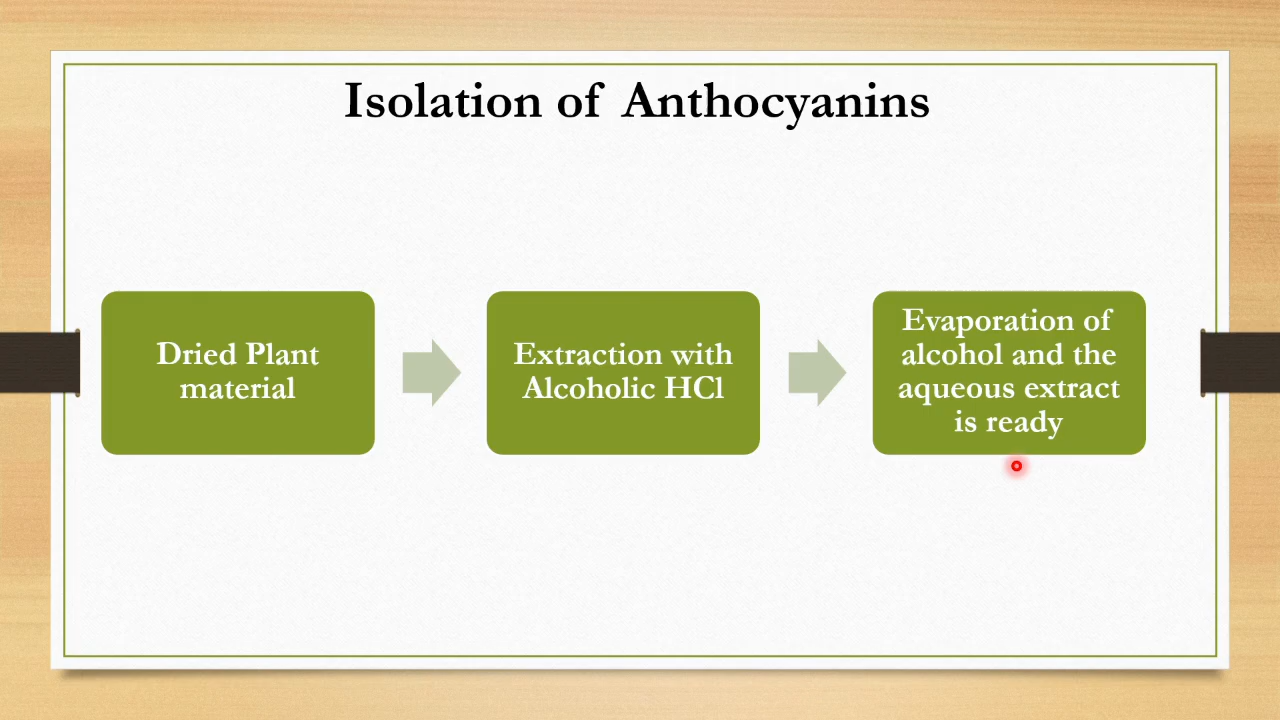 Isolation of Anthocyanins
Dried Plant
material
Extraction with
Alcoholic HCl
Evaporation of
alcohol and the
aqueous extract
is ready